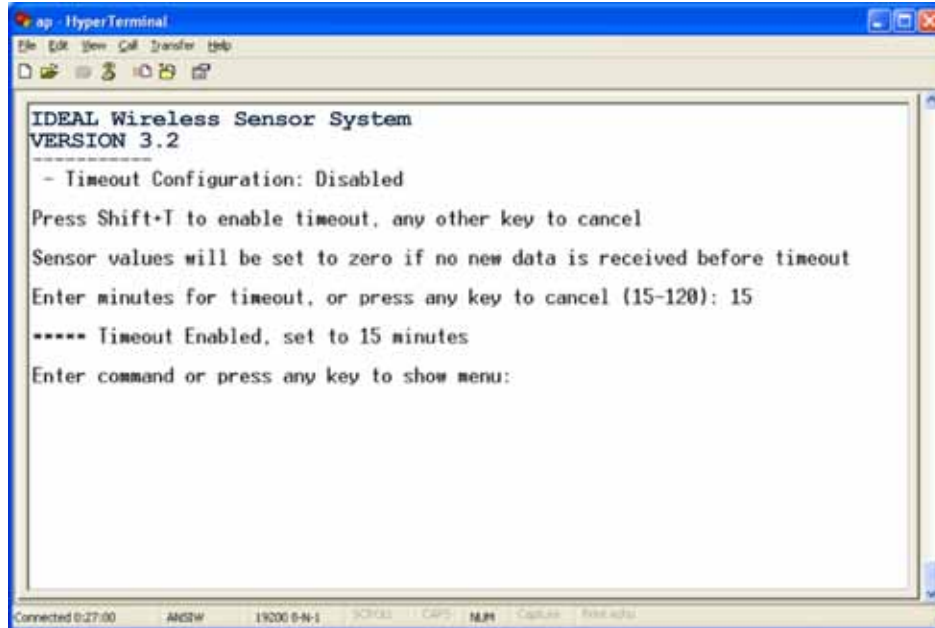 ap - HyperTerminal
File Edit View Call Transfer Help
IDEAL Wireless Sensor System
VERSION 3.2
-----------
- Timeout Configuration: Disabled
Press Shift+T to enable timeout, any other key to cancel
Sensor values will be set to zero if no new data is received before timeout
Enter minutes for timeout, or press any key to cancel (15-120): 15
***** Timeout Enabled, set to 15 minutes
Enter command or press any key to show menu:
Connected 0:27:00 ANSIW 19200 8-N-1 SCROLL CAPS NUM Capture Print echo